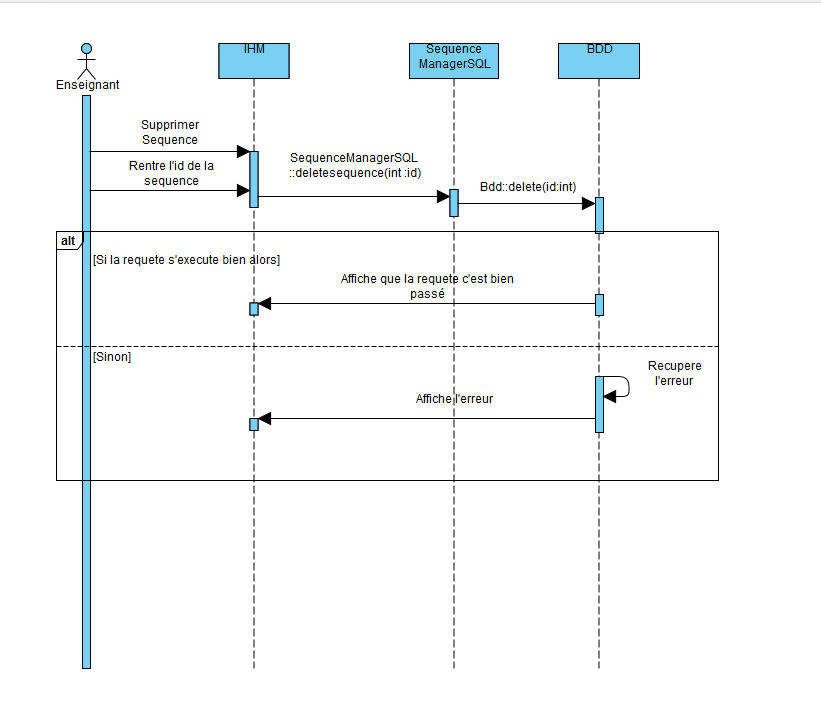 Enseignant
IHM
Sequence
ManagerSQL
BDD
Supprimer
Sequence
Rentre l'id de la
sequence
SequenceManagerSQL
::deletesequence(int :id)
Bdd::delete(id:int)
alt
[Si la requete s'execute bien alors]
Affiche que la requete c'est bien
passé
[Sinon]
Recupere
l'erreur
Affiche l'erreur